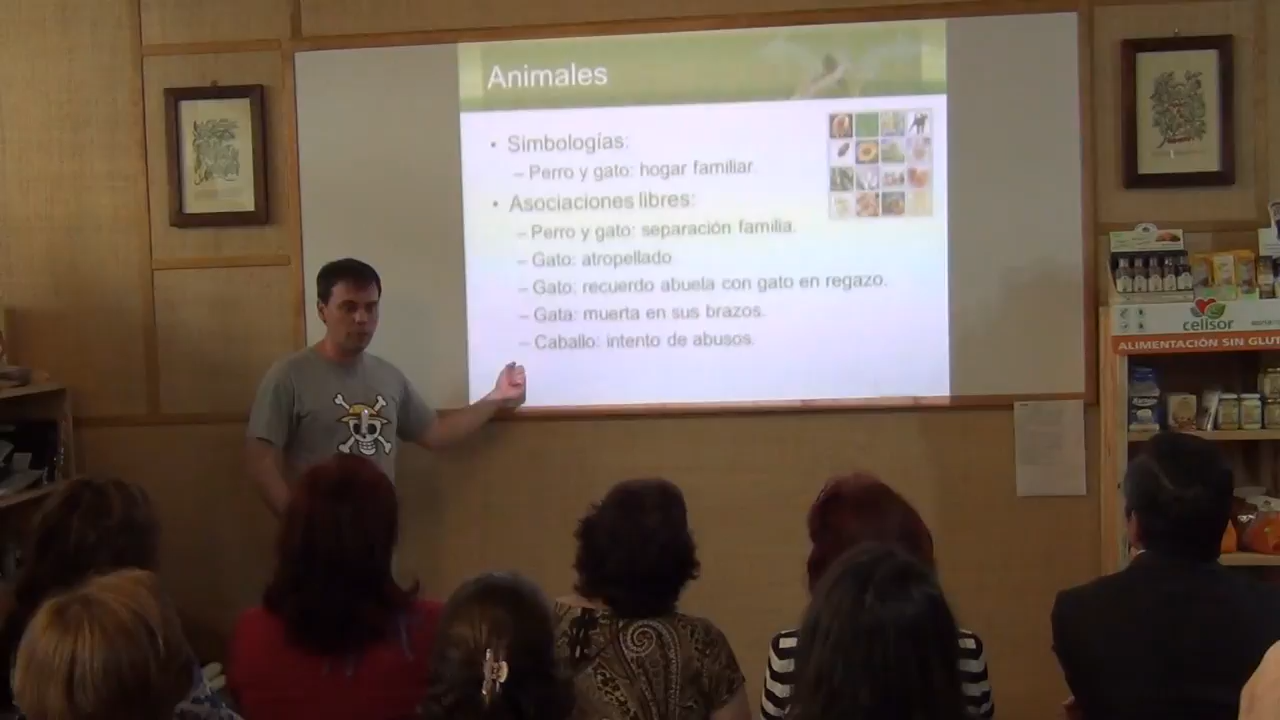 Animales
• Simbologías:
– Perro y gato: hogar familiar
• Asociaciones libres:
– Perro y gato: separación familia.
– Gato: atropellado
– Gato: recuerdo abuela con gato en regazo.
– Gata: muerta en sus brazos.
– Caballo: intento de abusos.
celisor
ALIMENTACIÓN SIN GLUT